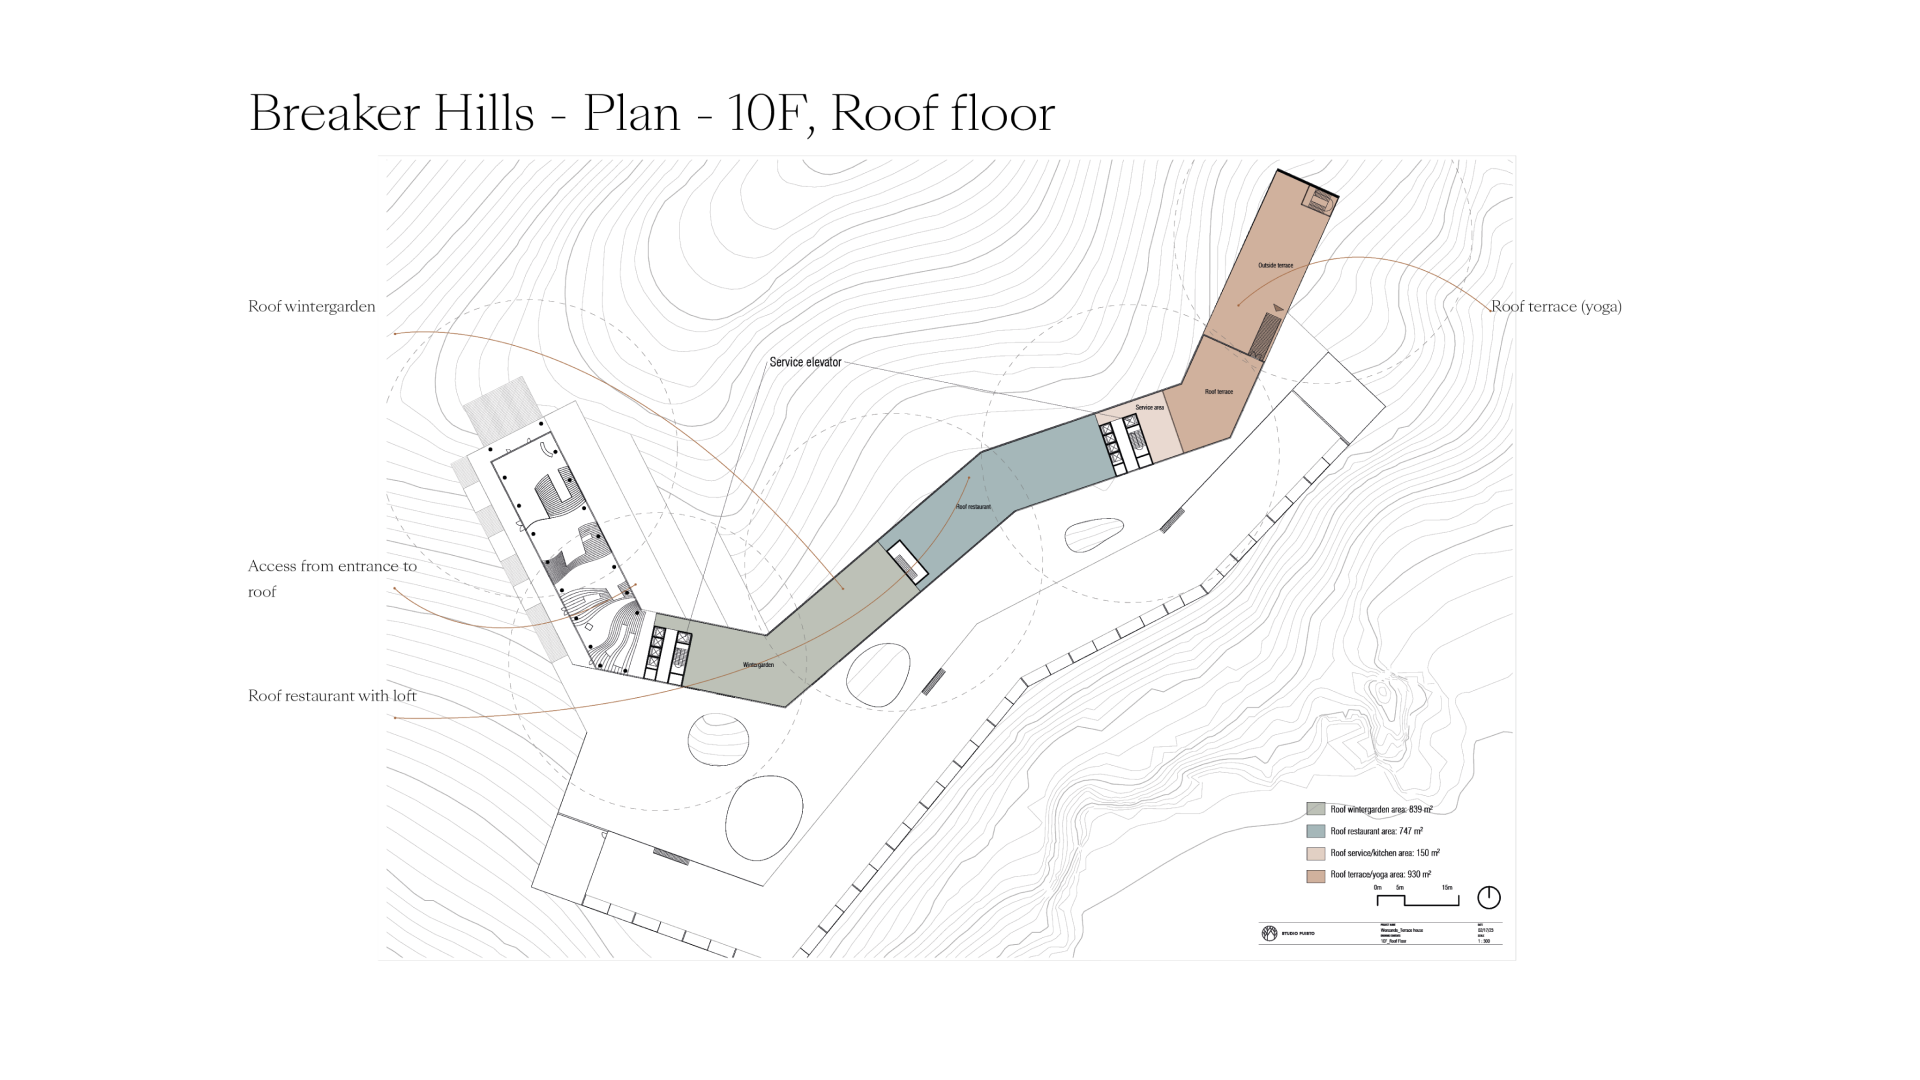 Breaker Hills - Plan - 10F, Roof floor
Outside terrace
Roof wintergarden
Roof terrace (yoga)
Service elevator
Roof terrace
Service area
Roof restaurant
Access from entrance to
roof
Wintergarden
Roof restaurant with loft
Roof wintergarden area: 839 m²
Roof restaurant area: 747 m²
Roof service/kitchen area: 150 m²
Roof terrace/yoga area: 930 m²
0m 5m 15m
STUDIO PUISTO
10F_Roof Floor